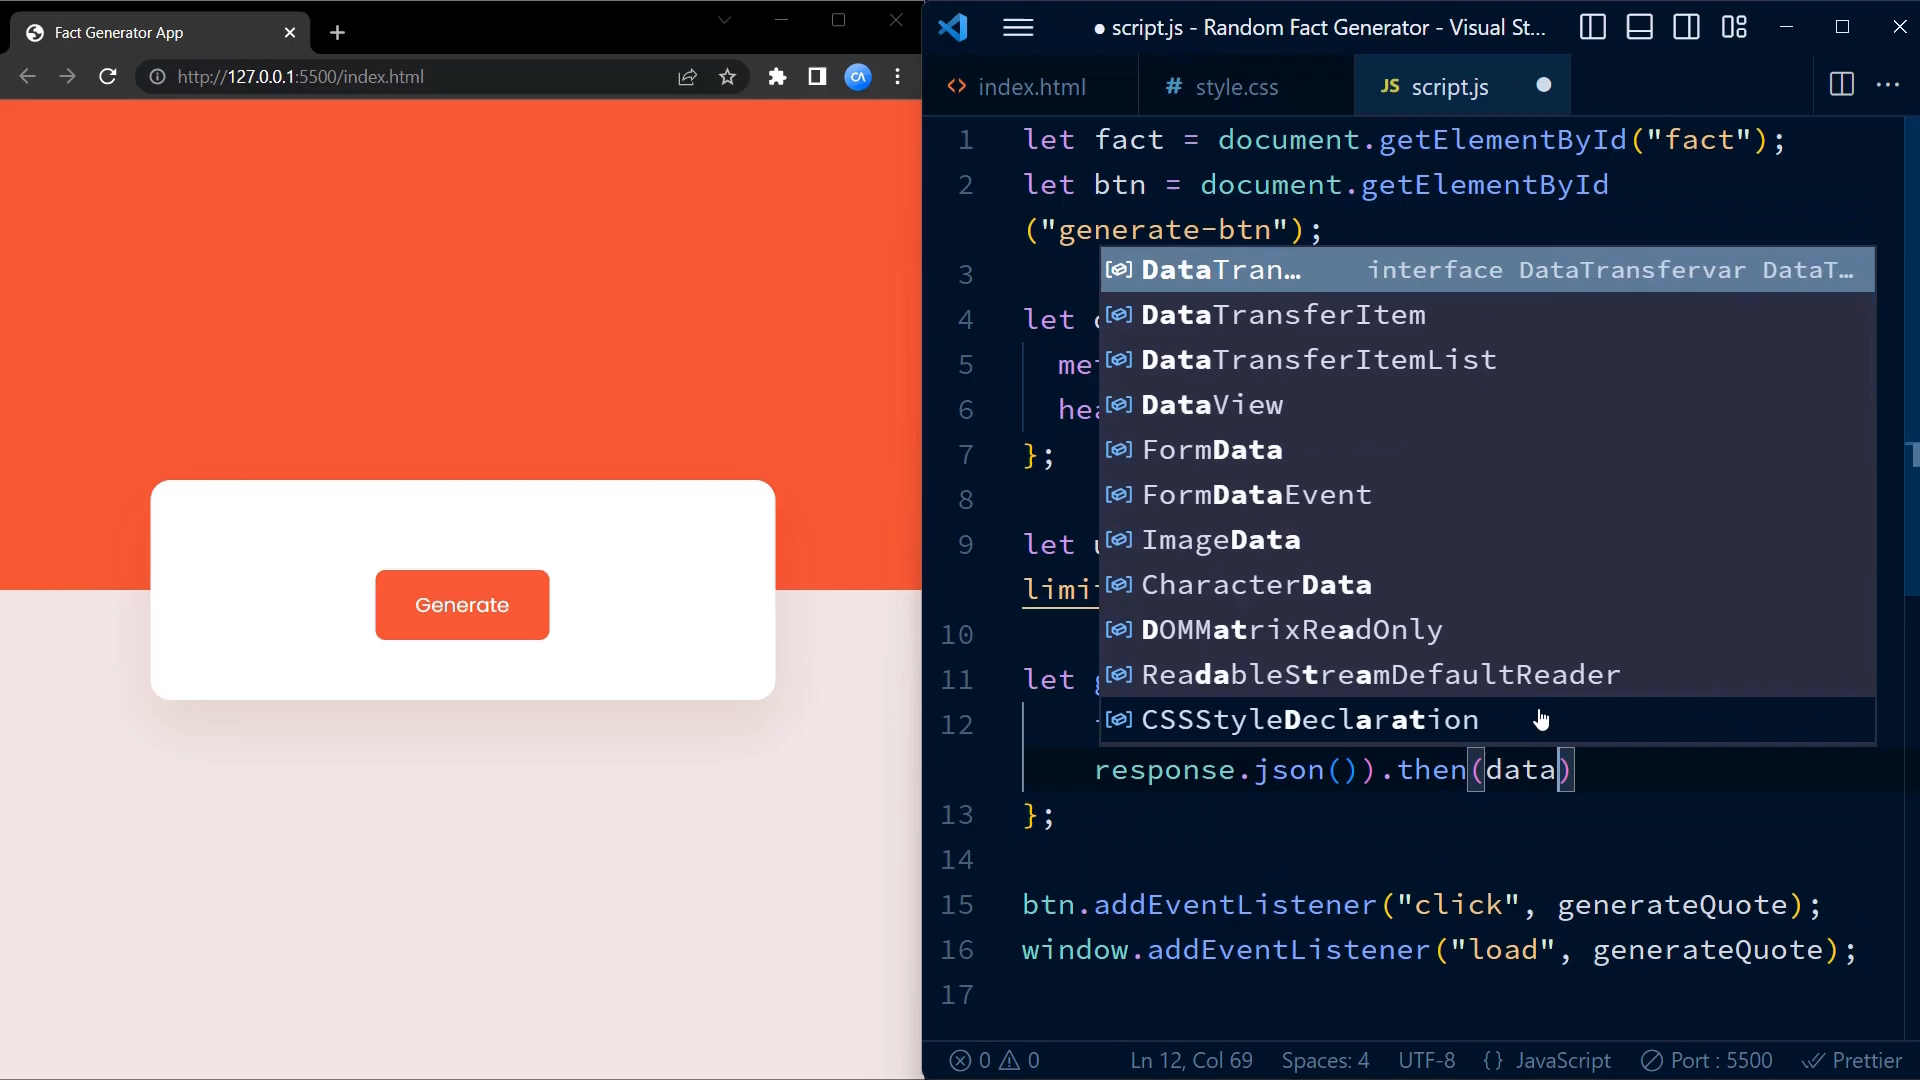 Fact Generator App
http://127.0.0.1:5500/index.html
CA
Generate
● script.js - Random Fact Generator - Visual St...
<> index.html
# style.css
JS script.js
1 let fact = document.getElementById("fact");
2 let btn = document.getElementById
("generate-btn");
3
4 let
5
6
7 };
8
9 let
10
11 let
12
response.json()).then(data)
13 };
14
15 btn.addEventListener("click", generateQuote);
16 window.addEventListener("load", generateQuote);
17
DataTran... interface DataTransfervar DataT...
DataTransferItem
DataTransferItemList
DataView
FormData
FormDataEvent
ImageData
CharacterData
DOMMatrixReadOnly
ReadableStreamDefaultReader
CSSStyleDeclaration
0 0 Ln 12, Col 69 Spaces: 4 UTF-8 {} JavaScript Port : 5500 Prettier